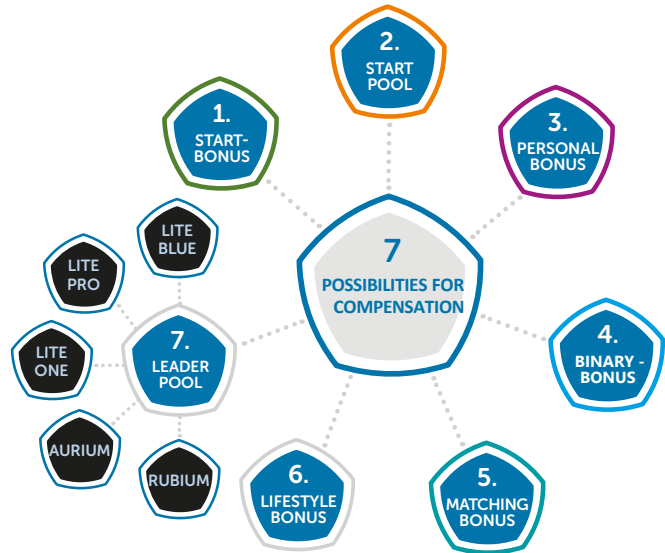 2.
START
POOL
1.
START-
BONUS
3.
PERSONAL
BONUS
LITE
BLUE
LITE
PRO
7
POSSIBILITIES FOR
COMPENSATION
4.
BINARY -
BONUS
7.
LEADER
POOL
LITE
ONE
AURIUM
RUBIUM
6.
LIFESTYLE
BONUS
5.
MATCHING
BONUS